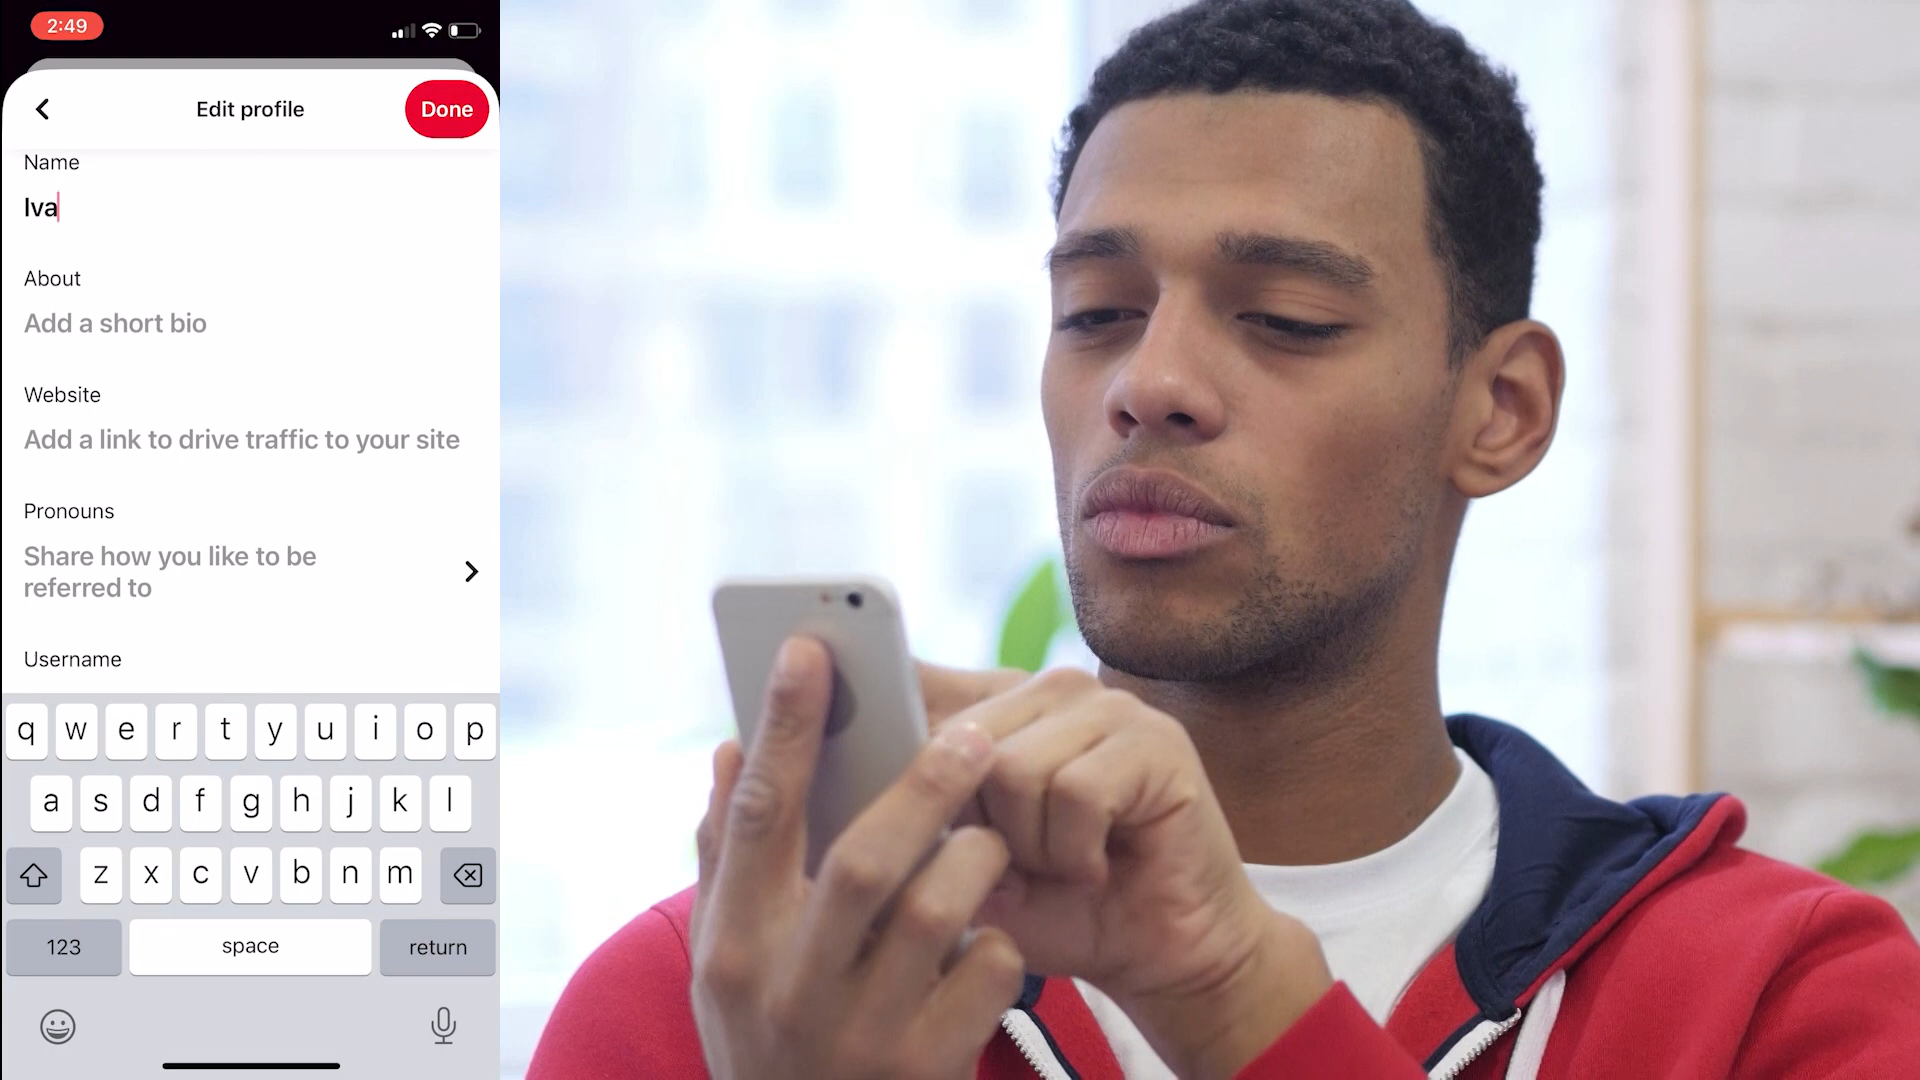 2:49
Edit profile
Done
Name
Iva
About
Add a short bio
Website
Add a link to drive traffic to your site
Pronouns
Share how you like to be
referred to
Username
q w e r t y u i o p
a s d f g h j k l
z x c v b n m
123 space return